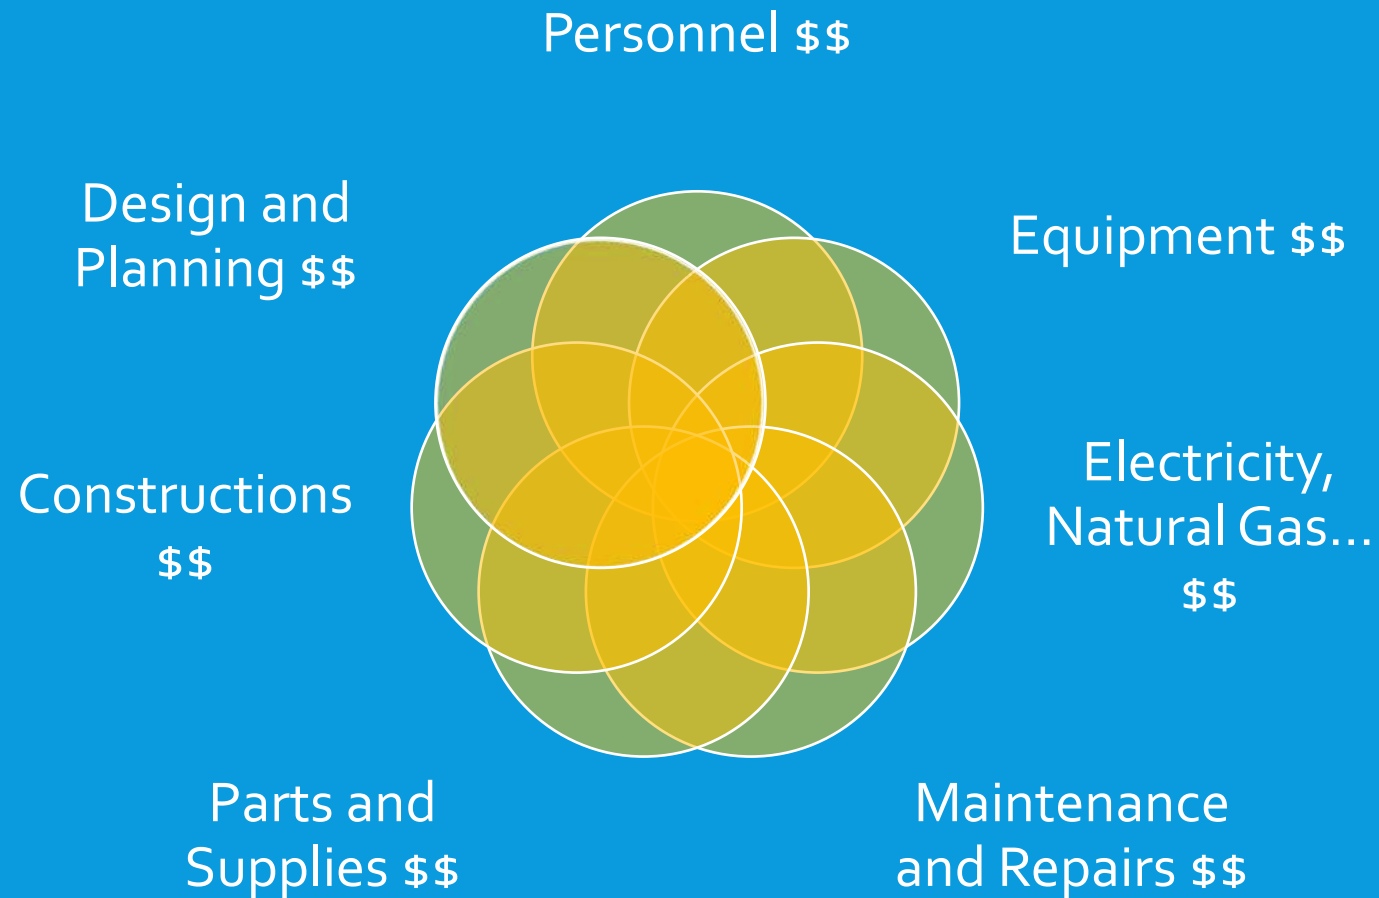 Personnel $$
Design and
Planning $$
Equipment $$
Constructions
$$
Electricity,
Natural Gas...
$$
Parts and
Supplies $$
Maintenance
and Repairs $$